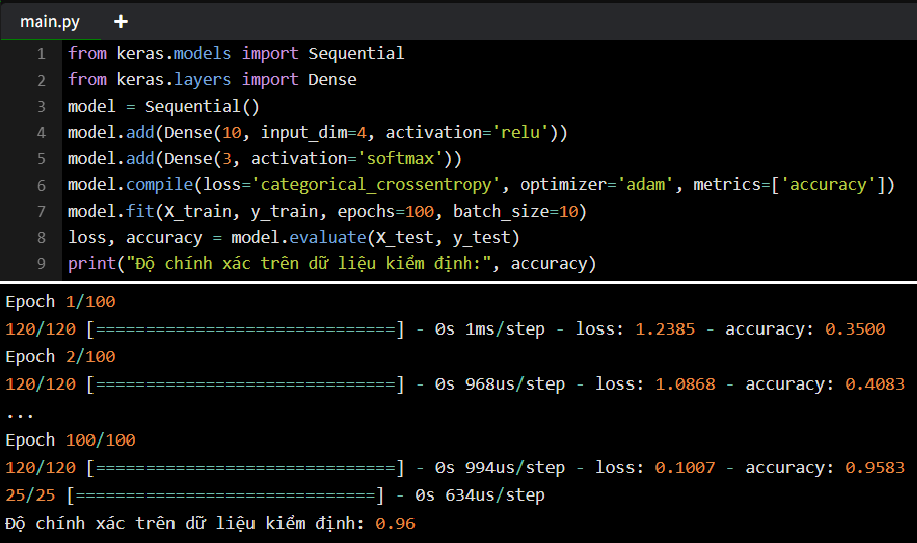 main.py +
1 from keras.models import Sequential
2 from keras.layers import Dense
3 model = Sequential()
4 model.add(Dense(10, input_dim=4, activation='relu'))
5 model.add(Dense(3, activation='softmax'))
6 model.compile(loss='categorical_crossentropy', optimizer='adam', metrics=['accuracy'])
7 model.fit(X_train, y_train, epochs=100, batch_size=10)
8 loss, accuracy = model.evaluate(X_test, y_test)
9 print("Độ chính xác trên dữ liệu kiểm định:", accuracy)
Epoch 1/100
120/120 [==============================] - 0s 1ms/step - loss: 1.2385 - accuracy: 0.3500
Epoch 2/100
120/120 [==============================] - 0s 968us/step - loss: 1.0868 - accuracy: 0.4083
...
Epoch 100/100
120/120 [==============================] - 0s 994us/step - loss: 0.1007 - accuracy: 0.9583
25/25 [==============================] - 0s 634us/step
Độ chính xác trên dữ liệu kiểm định: 0.96